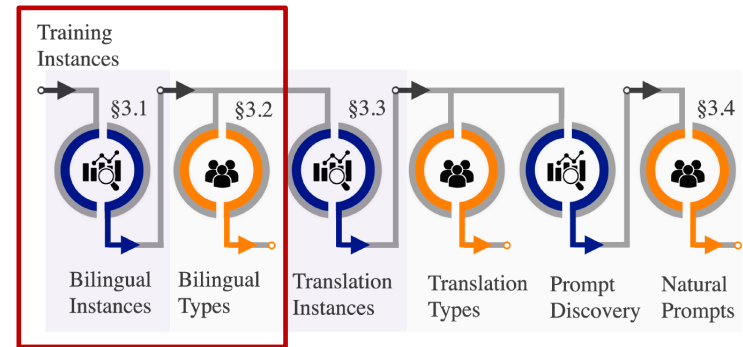 Training
Instances
§3.1
§3.2
§3.3
§3.4
Bilingual
Instances
Bilingual
Types
Translation
Instances
Translation
Types
Prompt
Discovery
Natural
Prompts